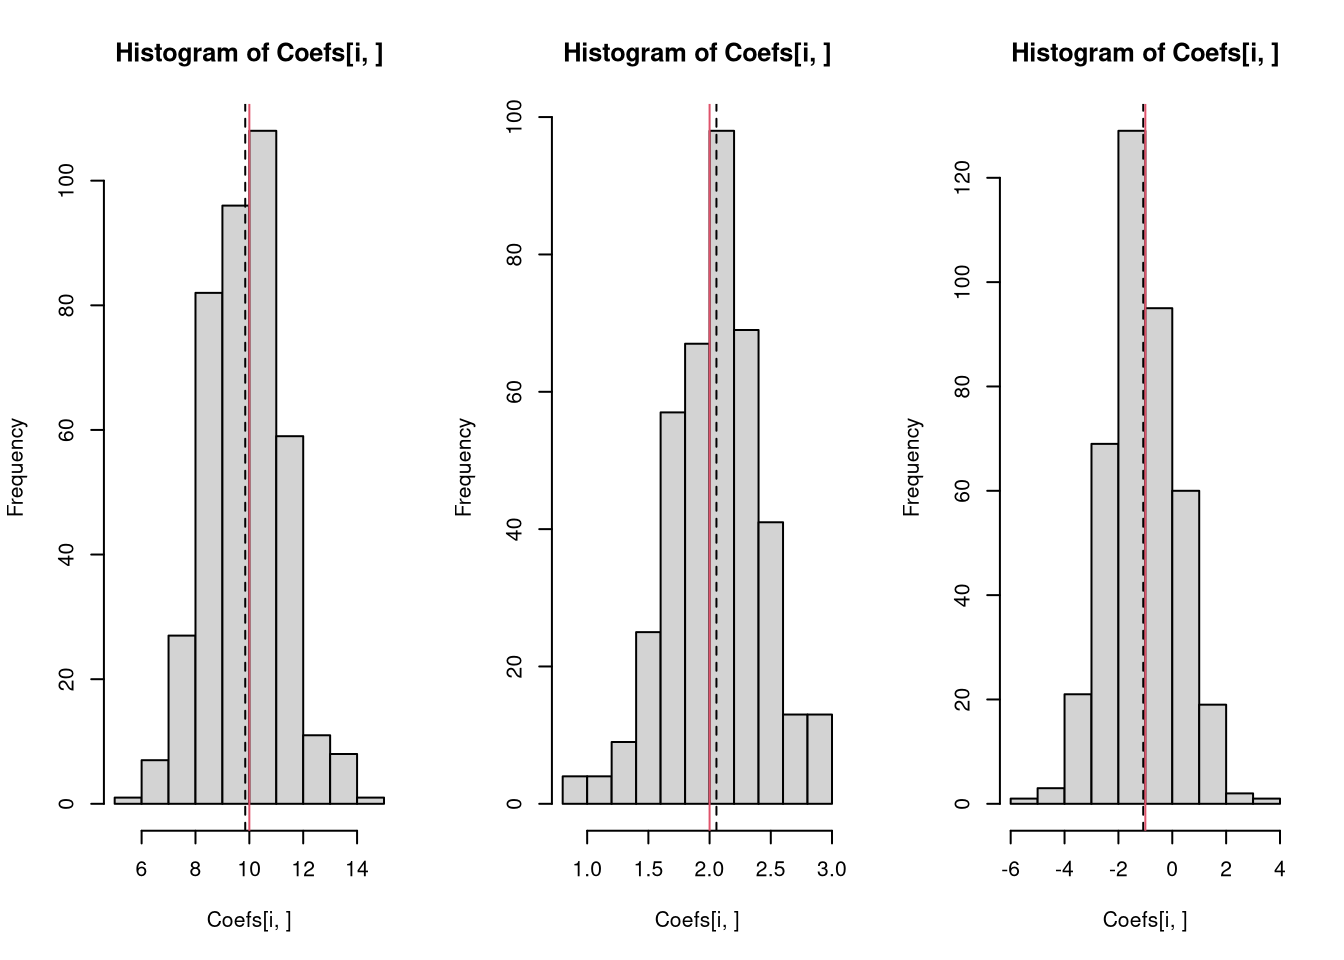 Histogram of Coefs[i, ]
Frequency
0 20 40 60 80 100
6 8 10 12 14
Coefs[i, ]
Histogram of Coefs[i, ]
Frequency
0 20 40 60 80 100
1.0 1.5 2.0 2.5 3.0
Coefs[i, ]
Histogram of Coefs[i, ]
Frequency
0 20 40 60 80 100 120
-6 -4 -2 0 2 4
Coefs[i, ]